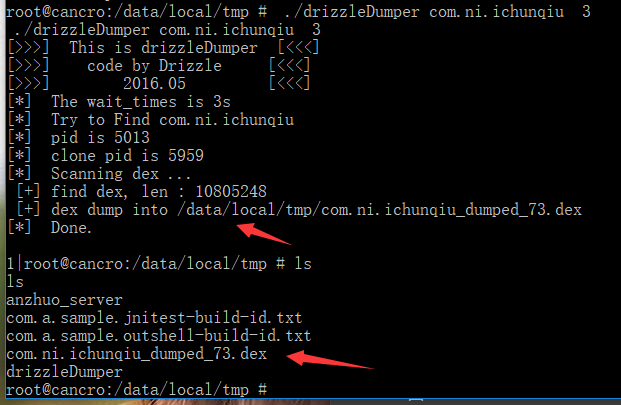 root@cancro:/data/local/tmp # ./drizzleDumper com.ni.ichunqiu 3
./drizzleDumper com.ni.ichunqiu 3
[>>>] This is drizzleDumper [<<<]
[>>>] code by Drizzle [<<<]
[>>>] 2016.05 [<<<]
[*] The wait_times is 3s
[*] Try to Find com.ni.ichunqiu
[*] pid is 5013
[*] clone pid is 5959
[*] Scanning dex ...
[+] find dex, len : 10805248
[+] dex dump into /data/local/tmp/com.ni.ichunqiu_dumped_73.dex
[*] Done.
1|root@cancro:/data/local/tmp # ls
ls
anzhuo_server
com.a.sample.jnitest-build-id.txt
com.a.sample.outshell-build-id.txt
com.ni.ichunqiu_dumped_73.dex
drizzleDumper
root@cancro:/data/local/tmp #